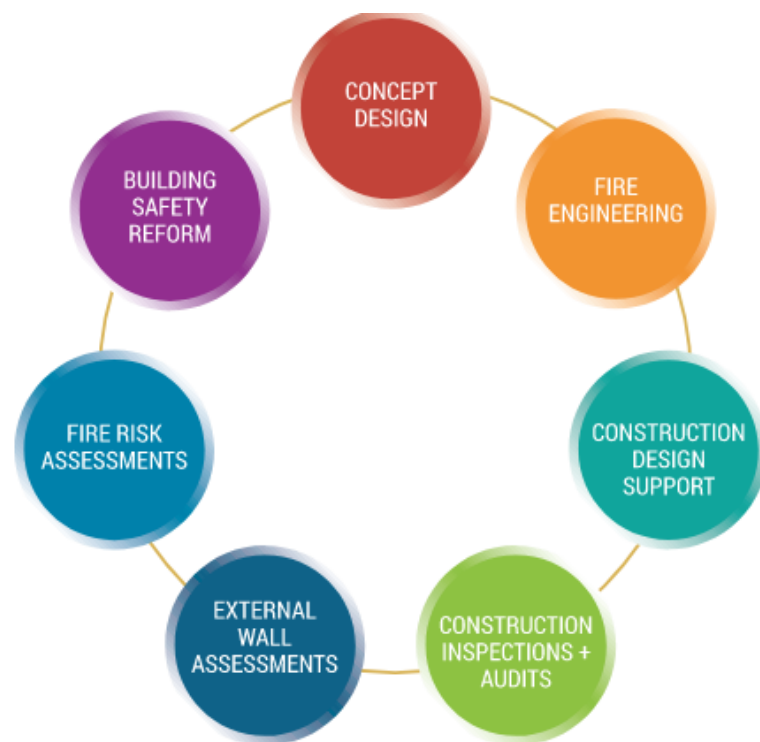 CONCEPT
DESIGN
FIRE
ENGINEERING
CONSTRUCTION
DESIGN
SUPPORT
CONSTRUCTION
INSPECTIONS +
AUDITS
EXTERNAL
WALL
ASSESSMENTS
FIRE RISK
ASSESSMENTS
BUILDING
SAFETY
REFORM